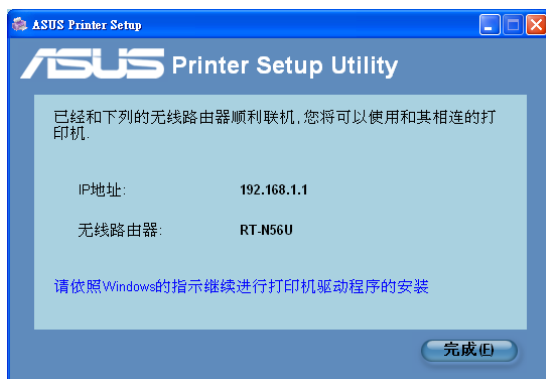 ASUS Printer Setup
ASUS Printer Setup Utility
已经和下列的无线路由器顺利联机,您将可以使用和其相连的打
印机.
IP地址: 192.168.1.1
无线路由器: RT-N56U
请依照Windows的指示继续进行打印机驱动程序的安装
完成(F)